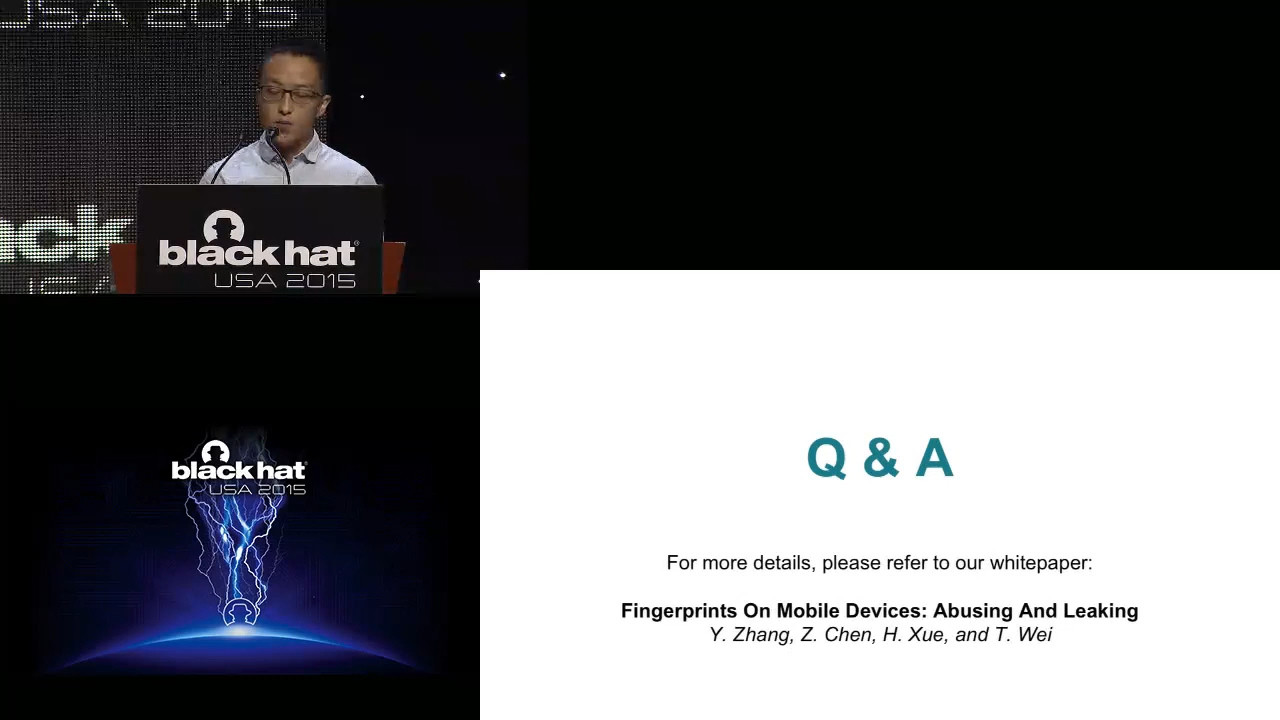 USA 2015
ack
black hat
USA 2015
black hat
USA 2015
Q & A
For more details, please refer to our whitepaper:
Fingerprints On Mobile Devices: Abusing And Leaking
Y. Zhang, Z. Chen, H. Xue, and T. Wei